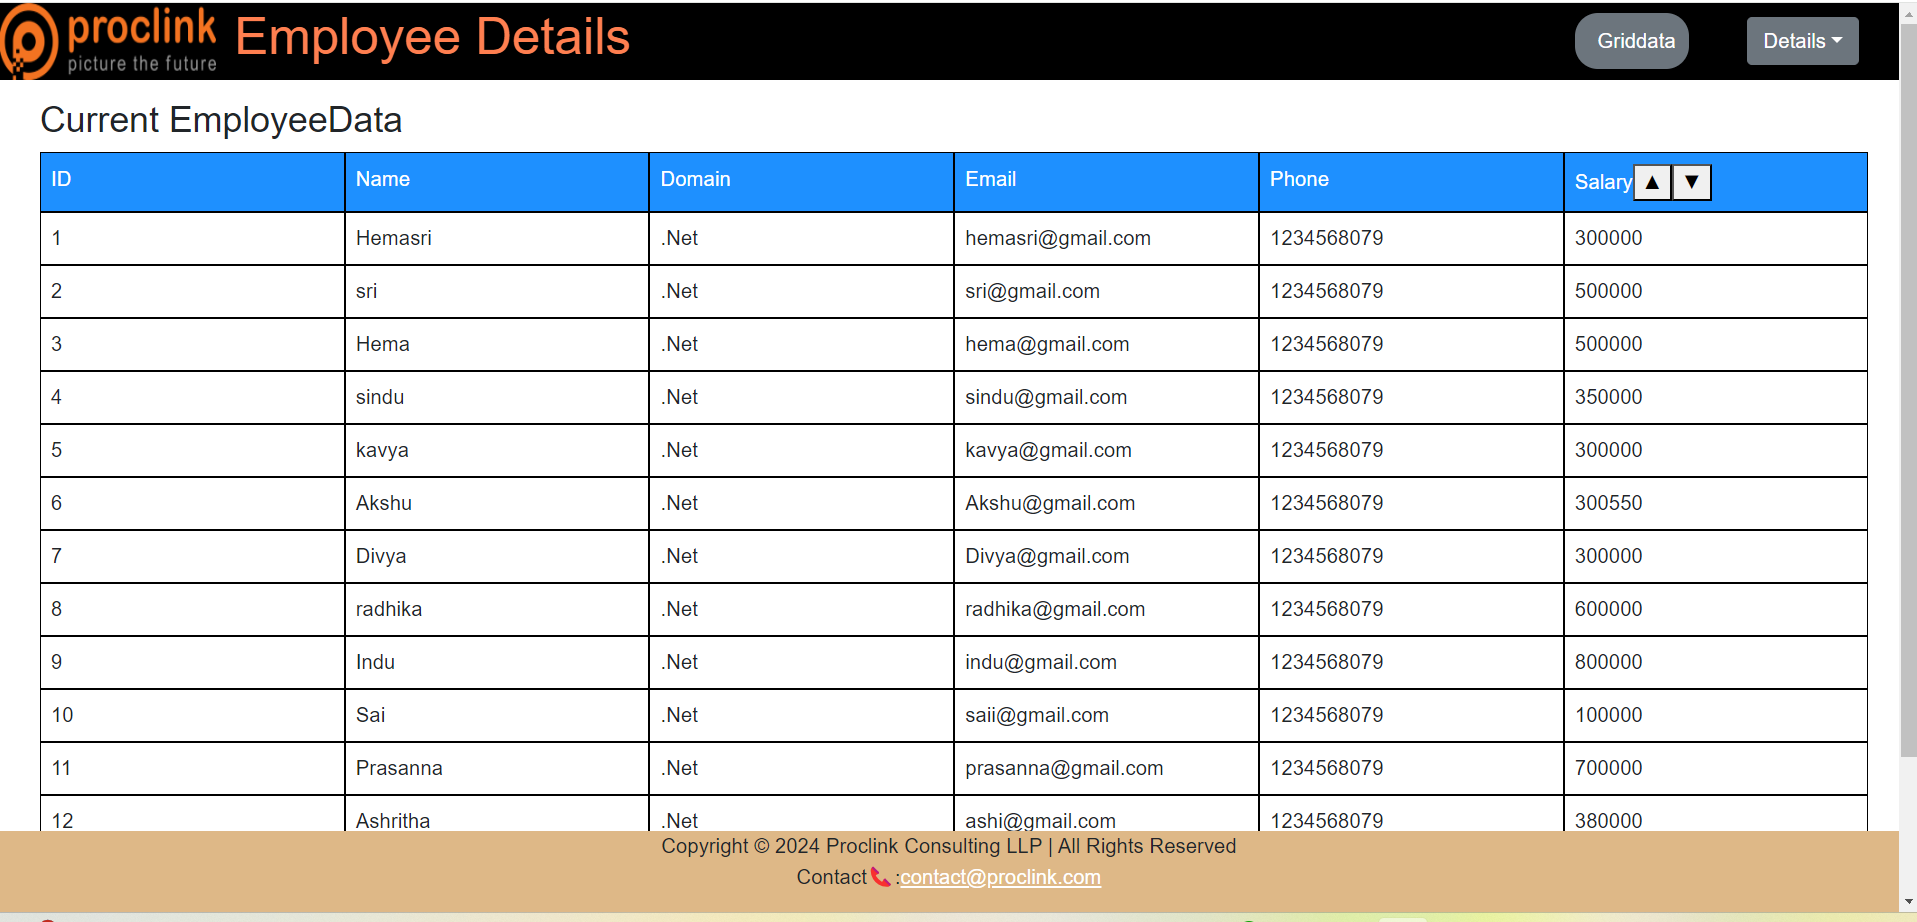 proclink
picture the future
Employee Details
Griddata
Details
Current EmployeeData
ID Name Domain Email Phone Salary ▲ ▼
1 Hemasri .Net hemasri@gmail.com 1234568079 300000
2 sri .Net sri@gmail.com 1234568079 500000
3 Hema .Net hema@gmail.com 1234568079 500000
4 sindu .Net sindu@gmail.com 1234568079 350000
5 kavya .Net kavya@gmail.com 1234568079 300000
6 Akshu .Net Akshu@gmail.com 1234568079 300550
7 Divya .Net Divya@gmail.com 1234568079 300000
8 radhika .Net radhika@gmail.com 1234568079 600000
9 Indu .Net indu@gmail.com 1234568079 800000
10 Sai .Net saii@gmail.com 1234568079 100000
11 Prasanna .Net prasanna@gmail.com 1234568079 700000
12 Ashritha .Net ashi@gmail.com 1234568079 380000
Copyright © 2024 Proclink Consulting LLP | All Rights Reserved
Contact📞:contact@proclink.com